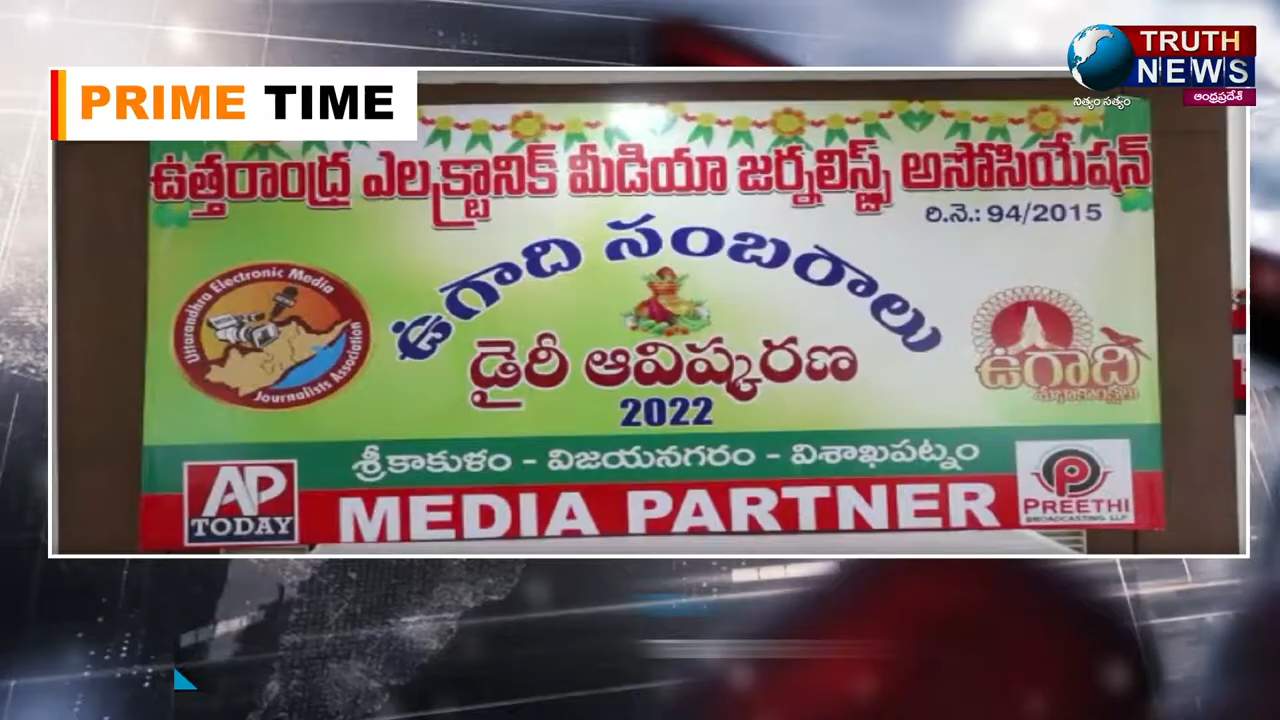 PRIME TIME
TRUTH
NEWS
నిత్యం సత్యం
ఆంధ్రప్రదేశ్
ఉత్తరాంధ్ర ఎలక్ట్రానిక్ మీడియా జర్నలిస్ట్స్ అసోసియేషన్
రి.నె.: 94/2015
ఉగాది సంబరాలు
డైరీ ఆవిష్కరణ
2022
Uttarandhra Electronic Media
Journalists Association
ఉగాది
శుభాకాంక్షలు
శ్రీకాకుళం - విజయనగరం - విశాఖపట్నం
AP
TODAY
MEDIA PARTNER
PREETHI
BROADCASTING LLP